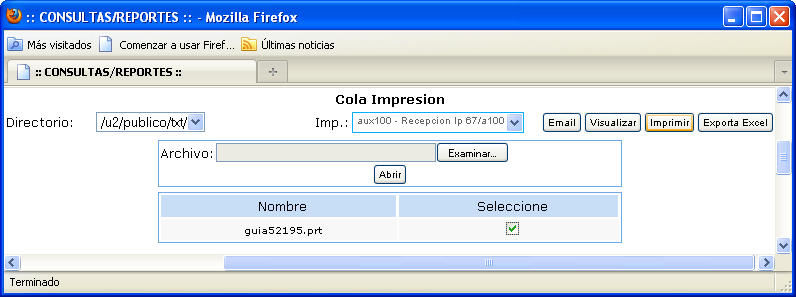 :: CONSULTAS/REPORTES :: - Mozilla Firefox
Más visitados Comenzar a usar Firef... Últimas noticias
:: CONSULTAS/REPORTES ::
Cola Impresion
Directorio: /u2/publico/txt/ Imp.: aux100 - Recepcion Ip 67/a100 Email Visualizar Imprimir Exporta Excel
Archivo: Examinar...
Abrir
Nombre Seleccione
guia52195.prt
Terminado